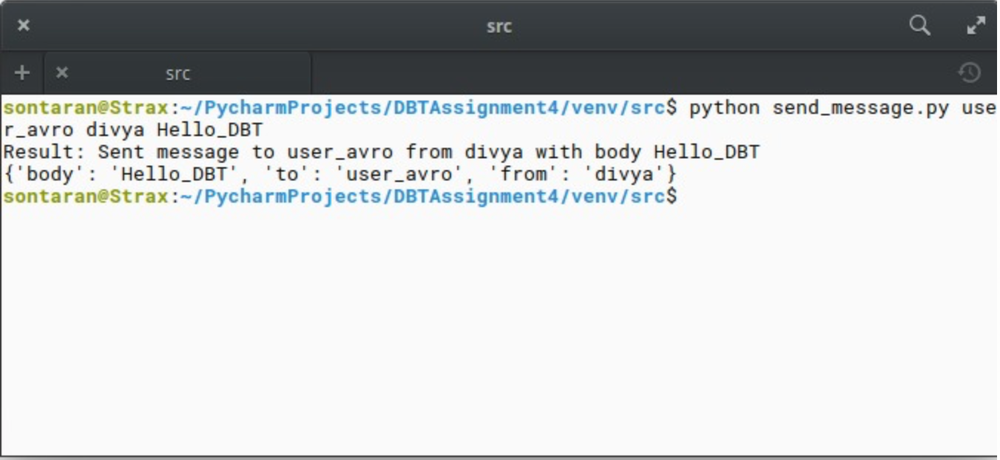 src
src
sontaran@Strax:~/PycharmProjects/DBTAssignment4/venv/src$ python send_message.py use
r_avro divya Hello_DBT
Result: Sent message to user_avro from divya with body Hello_DBT
{'body': 'Hello_DBT', 'to': 'user_avro', 'from': 'divya'}
sontaran@Strax:~/PycharmProjects/DBTAssignment4/venv/src$